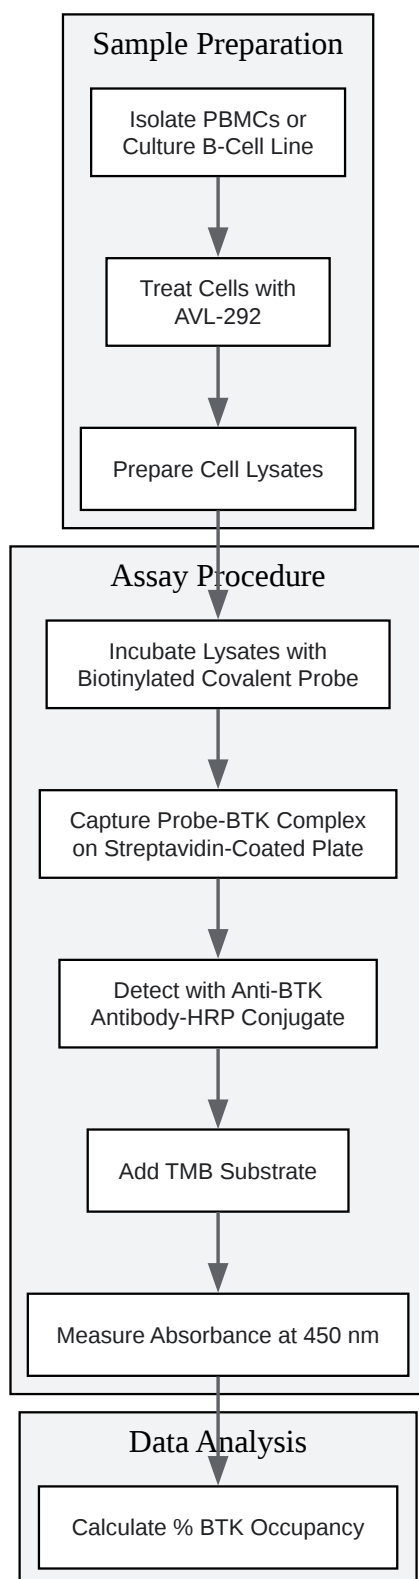 Sample Preparation
Isolate PBMCs or
Culture B-Cell Line
Treat Cells with
AVL-292
Prepare Cell Lysates
Assay Procedure
Incubate Lysates with
Biotinylated Covalent Probe
Capture Probe-BTK Complex
on Streptavidin-Coated Plate
Detect with Anti-BTK
Antibody-HRP Conjugate
Add TMB Substrate
Measure Absorbance at 450 nm
Data Analysis
Calculate % BTK Occupancy